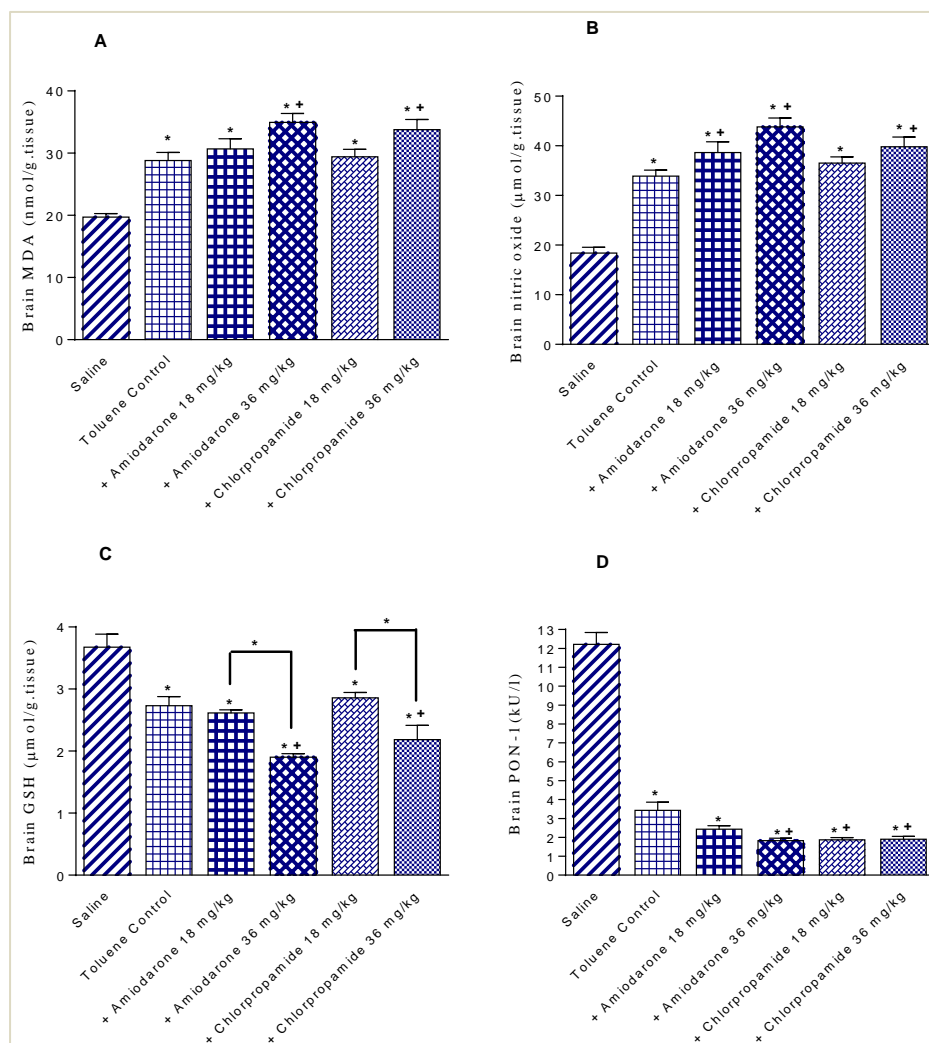 A
Brain MDA (nmol/g.tissue)
40
30
20
10
0
*
*
* +
*
* +
Saline
Toluene Control
+ Amiodarone 18 mg/kg
+ Amiodarone 36 mg/kg
+ Chlorpropamide 18 mg/kg
+ Chlorpropamide 36 mg/kg
B
Brain nitric oxide (μmol/g.tissue)
50
40
30
20
10
0
*
* +
* +
*
* +
Saline
Toluene Control
+ Amiodarone 18 mg/kg
+ Amiodarone 36 mg/kg
+ Chlorpropamide 18 mg/kg
+ Chlorpropamide 36 mg/kg
C
Brain GSH (μmol/g.tissue)
4
3
2
1
0
*
*
*
*
* +
*
* +
Saline
Toluene Control
+ Amiodarone 18 mg/kg
+ Amiodarone 36 mg/kg
+ Chlorpropamide 18 mg/kg
+ Chlorpropamide 36 mg/kg
D
Brain PON-1 (kU/l)
13
12
11
10
9
8
7
6
5
4
3
2
1
0
*
*
* +
* +
* +
Saline
Toluene Control
+ Amiodarone 18 mg/kg
+ Amiodarone 36 mg/kg
+ Chlorpropamide 18 mg/kg
+ Chlorpropamide 36 mg/kg